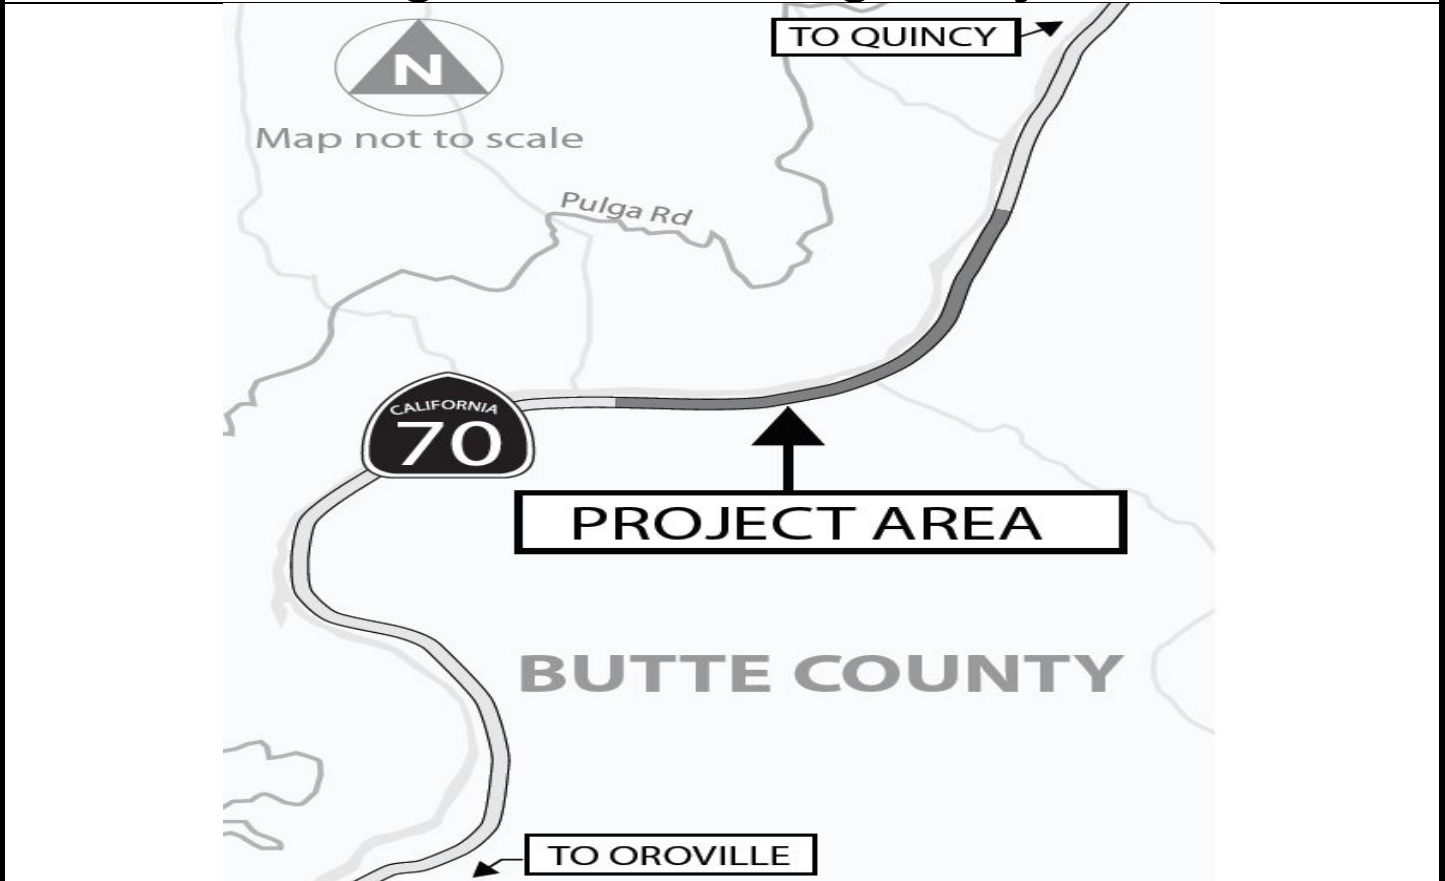 TO QUINCY
N
Map not to scale
Pulga Rd
CALIFORNIA
70
PROJECT AREA
BUTTE COUNTY
TO OROVILLE